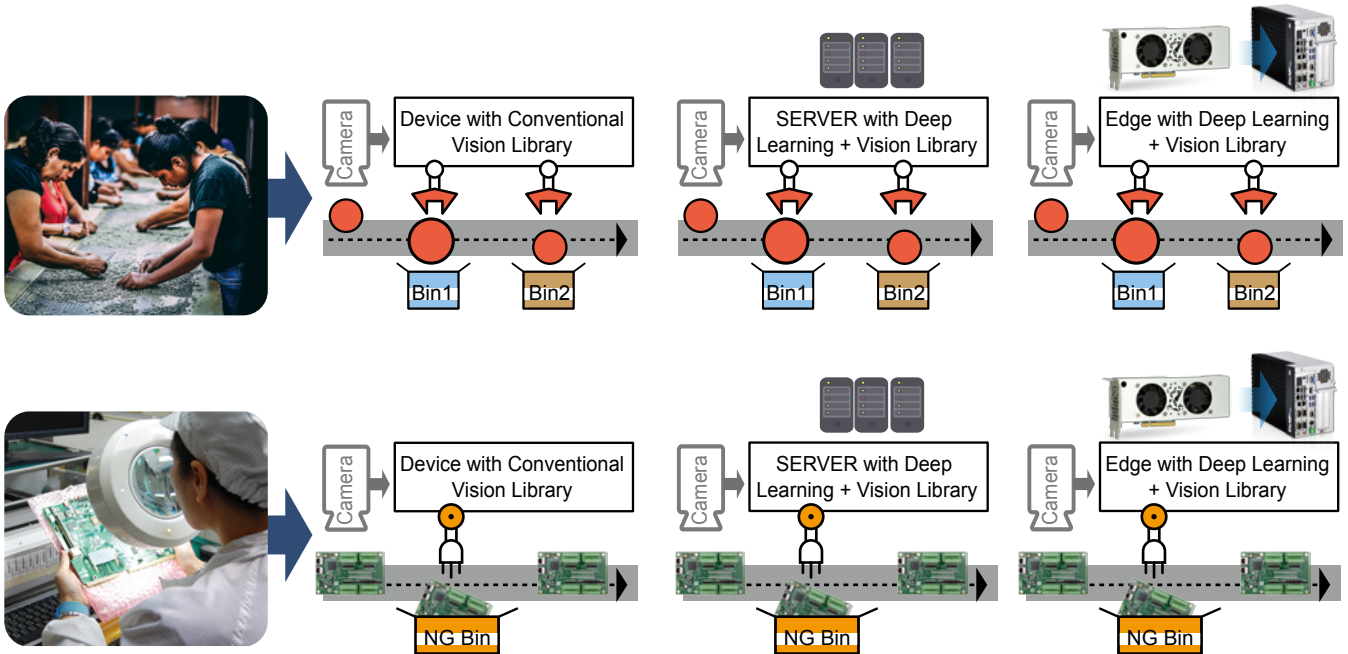 Camera
Device with Conventional
Vision Library
Bin1
Bin2
Camera
SERVER with Deep
Learning + Vision Library
Bin1
Bin2
Camera
Edge with Deep Learning
+ Vision Library
Bin1
Bin2
Camera
Device with Conventional
Vision Library
NG Bin
Camera
SERVER with Deep
Learning + Vision Library
NG Bin
Camera
Edge with Deep Learning
+ Vision Library
NG Bin